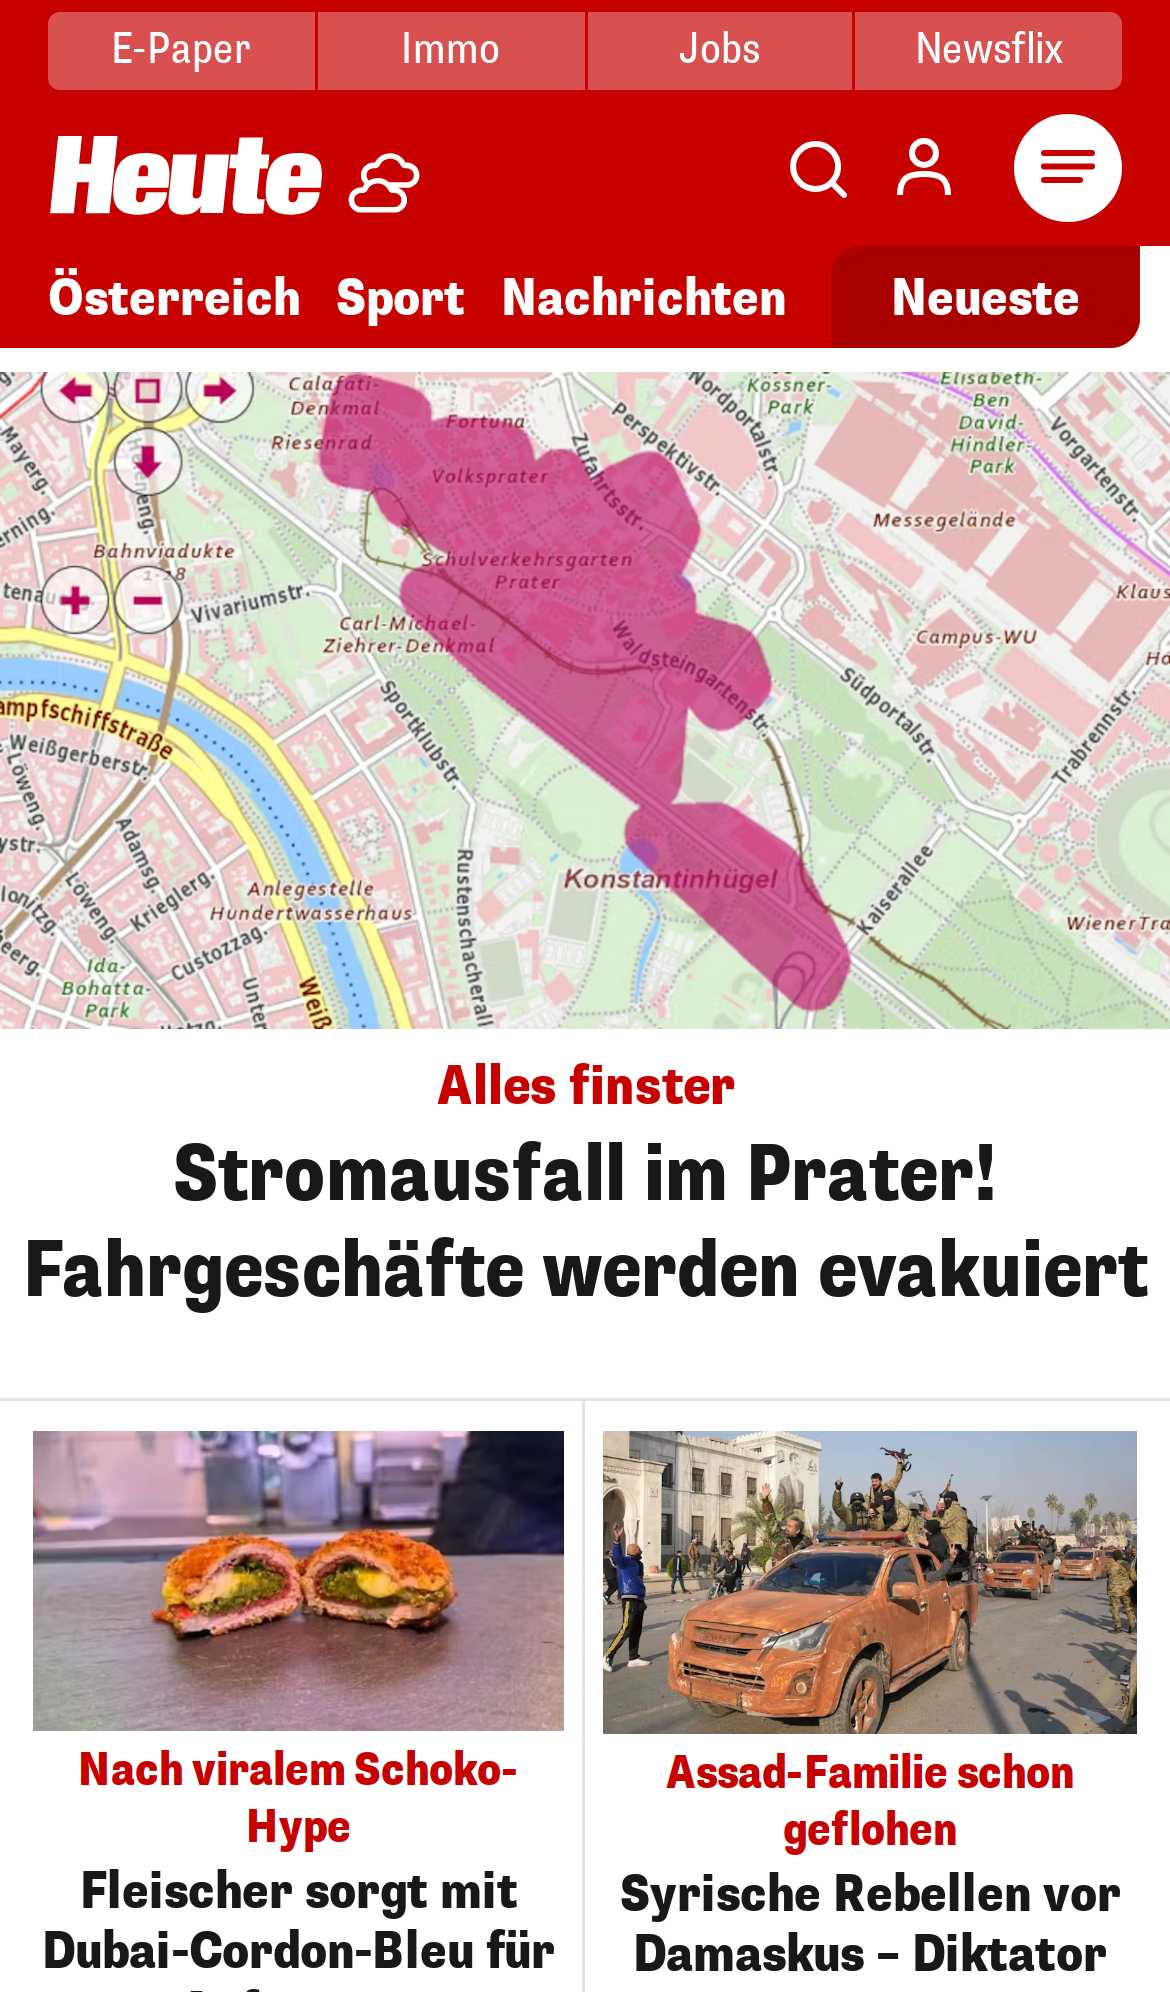 E-Paper
Immo
Jobs
Newsflix
Heute
Österreich
Sport
Nachrichten
Neueste
Calafati-
Denkmal
Riesenrad
Fortuna
Volksprater
Zufahrtsstr.
Perspektivstr.
Nordportalstr.
Kossner-
Park
Elisabeth-
Ben
David-
Hindler-
Park
Vorgartenstr.
Mayerg.
Messegelände
Bahnviadukte
Schulverkehrsgarten
Prater
Vivariumstr.
Carl-Michael-
Ziehrer-Denkmal
Waldsteingartenstr.
Campus-WU
Klaus
Südportalstr.
Trabrennstr.
Sportklubstr.
ampfschiffstraße
Weißgerberstr.
Löweng.
Adamsg.
Löweng.
Krieglerg.
Custozzag.
Anlegestelle
Hundertwasserhaus
Rustenschacherall
Konstantinhügel
Kaiserallee
WienerTra
Ida-
Bohatta-
Park
Unter
Weiß
Alles finster
Stromausfall im Prater!
Fahrgeschäfte werden evakuiert
Nach viralem Schoko-
Hype
Fleischer sorgt mit
Dubai-Cordon-Bleu für
Assad-Familie schon
geflohen
Syrische Rebellen vor
Damaskus – Diktator